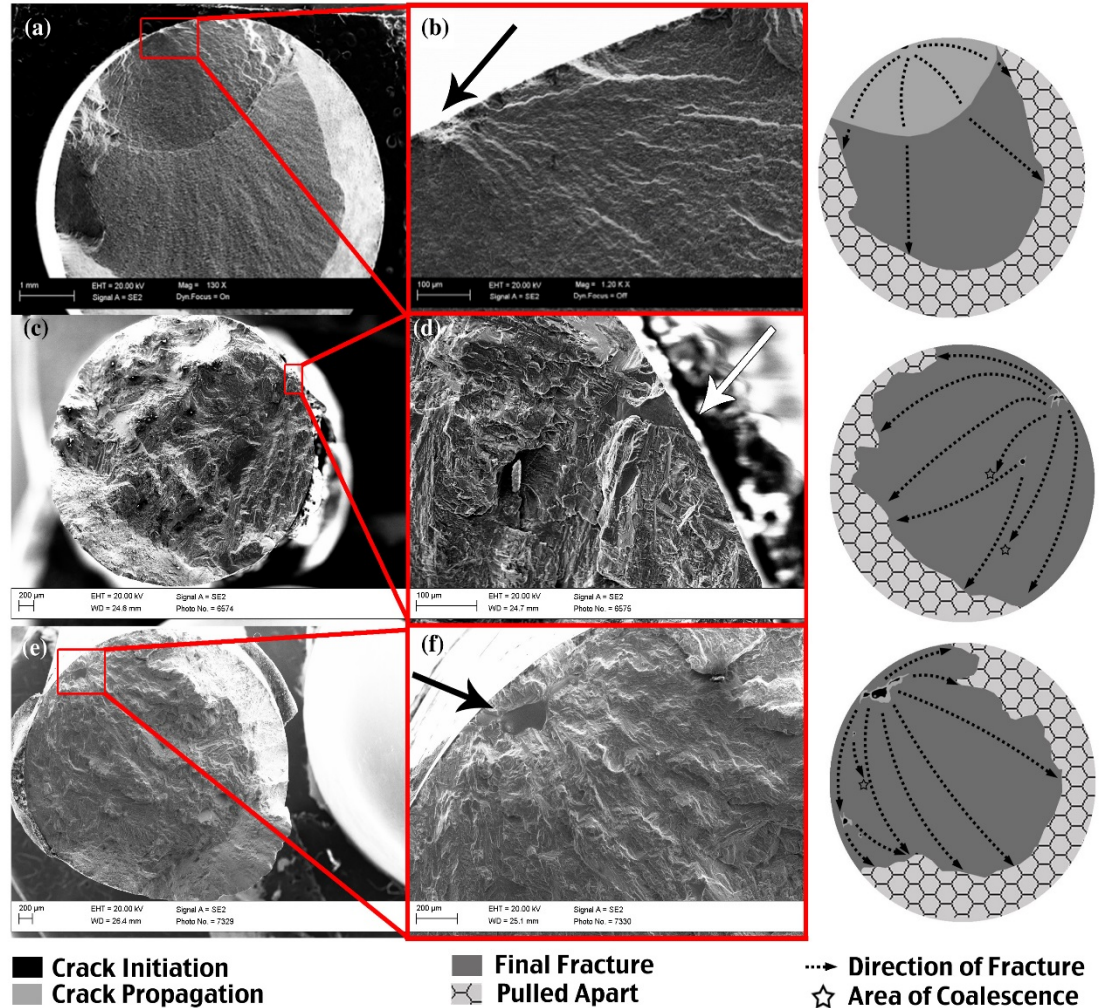 (a)
1 mm
EHT = 20.00 kV
Mag = 130 X
Signal A = SE2
Dyn.Focus = On
(b)
100 µm
EHT = 20.00 kV
Mag = 1.20 K X
Signal A = SE2
Dyn.Focus = Off
(c)
200 µm
EHT = 20.00 kV
Signal A = SE2
WD = 24.6 mm
Photo No. = 6574
(d)
100 µm
EHT = 20.00 kV
Signal A = SE2
WD = 24.7 mm
Photo No. = 6575
(e)
200 µm
EHT = 20.00 kV
Signal A = SE2
WD = 26.4 mm
Photo No. = 7329
(f)
200 µm
EHT = 20.00 kV
Signal A = SE2
WD = 25.1 mm
Photo No. = 7330
Crack Initiation
Final Fracture
Direction of Fracture
Crack Propagation
Pulled Apart
Area of Coalescence